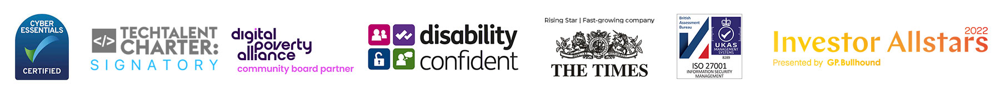 CYBER
ESSENTIALS
CERTIFIED
</> TECHTALENT
CHARTER:
SIGNATORY
digital
poverty
alliance
community board partner
disability
confident
Rising Star | Fast-growing company
THE TIMES
British
Assessment
Bureau
UKAS
MANAGEMENT
SYSTEMS
8289
ISO 27001
INFORMATION SECURITY
MANAGEMENT
2022
Investor Allstars
Presented by GP.Bullhound